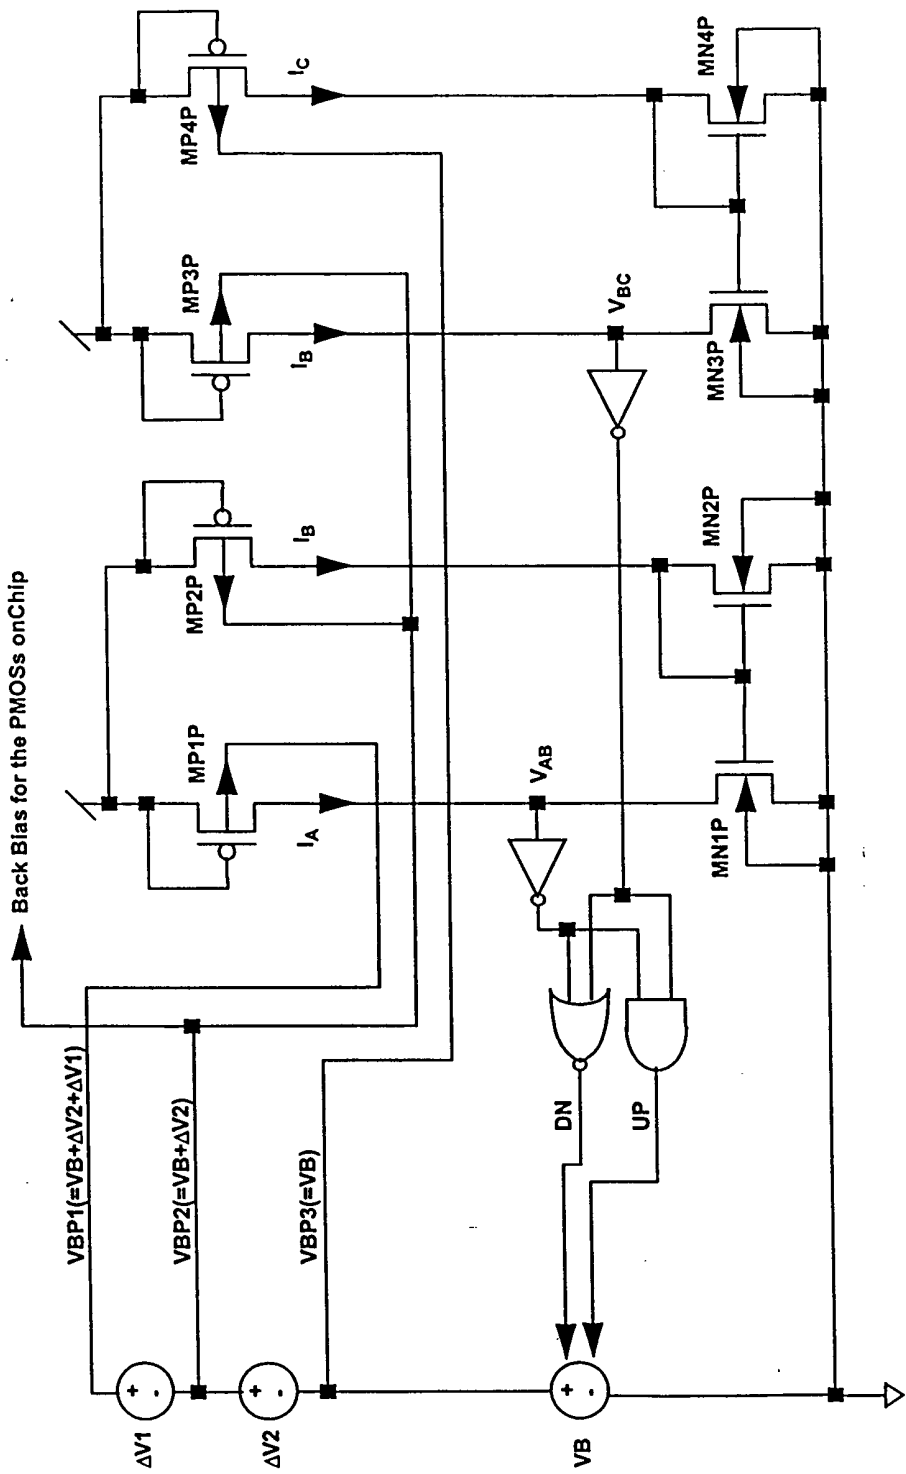 Back Bias for the PMOSs onChip
VBP1(=VB+ΔV2+ΔV1)
VBP2(=VB+ΔV2)
VBP3(=VB)
ΔV1
ΔV2
VB
DN
UP
MP1P
MP2P
MP3P
MP4P
I_A
I_B
I_B
I_C
V_AB
V_BC
MN1P
MN2P
MN3P
MN4P
+
-
+
-
+
-